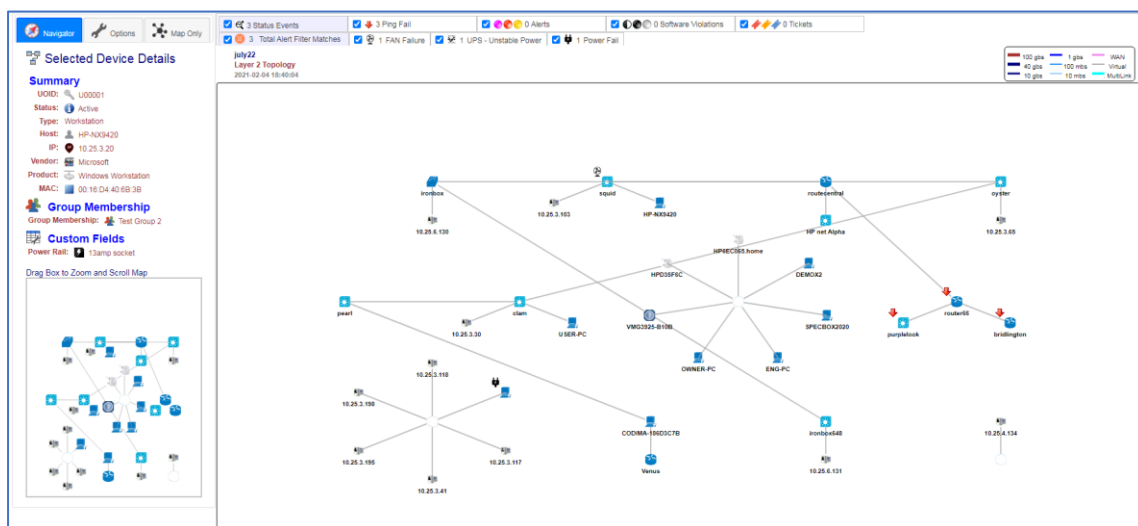 Navigator Options Map Only
3 Status Events 3 Ping Fail 0 Alerts 0 Software Violations 0 Tickets
3 Total Alert Filter Matches 1 FAN Failure 1 UPS - Unstable Power 1 Power Fail
Selected Device Details
Summary
UOID: U00001
Status: Active
Type: Workstation
Host: HP-NX9420
IP: 10.25.3.20
Vendor: Microsoft
Product: Windows Workstation
MAC: 00:16:D4:40:6B:3B
Group Membership
Group Membership: Test Group 2
Custom Fields
Power Rail: 13amp socket
Drag Box to Zoom and Scroll Map
july22
Layer 2 Topology
2021-02-04 18:40:04
100 gbs 1 gbs WAN
40 gbs 100 mbs Virtual
10 gbs 10 mbs MultiLink
ironbox squid routecentral oyster
10.25.6.130 10.25.3.103 HP-NX9420 HP net Alpha 10.25.3.65
HP6EC065.home
HPD35F6C DEMOX2
pearl clam VMG3925-B10B SPECBOX2020 router66
10.25.3.30 USER-PC purplelook bridlington
OWNER-PC ENG-PC
10.25.3.118
10.25.3.198
CODIMA-106D3C7B ironbox648 10.25.4.134
10.25.3.195 10.25.3.117 Venus 10.25.6.131
10.25.3.41